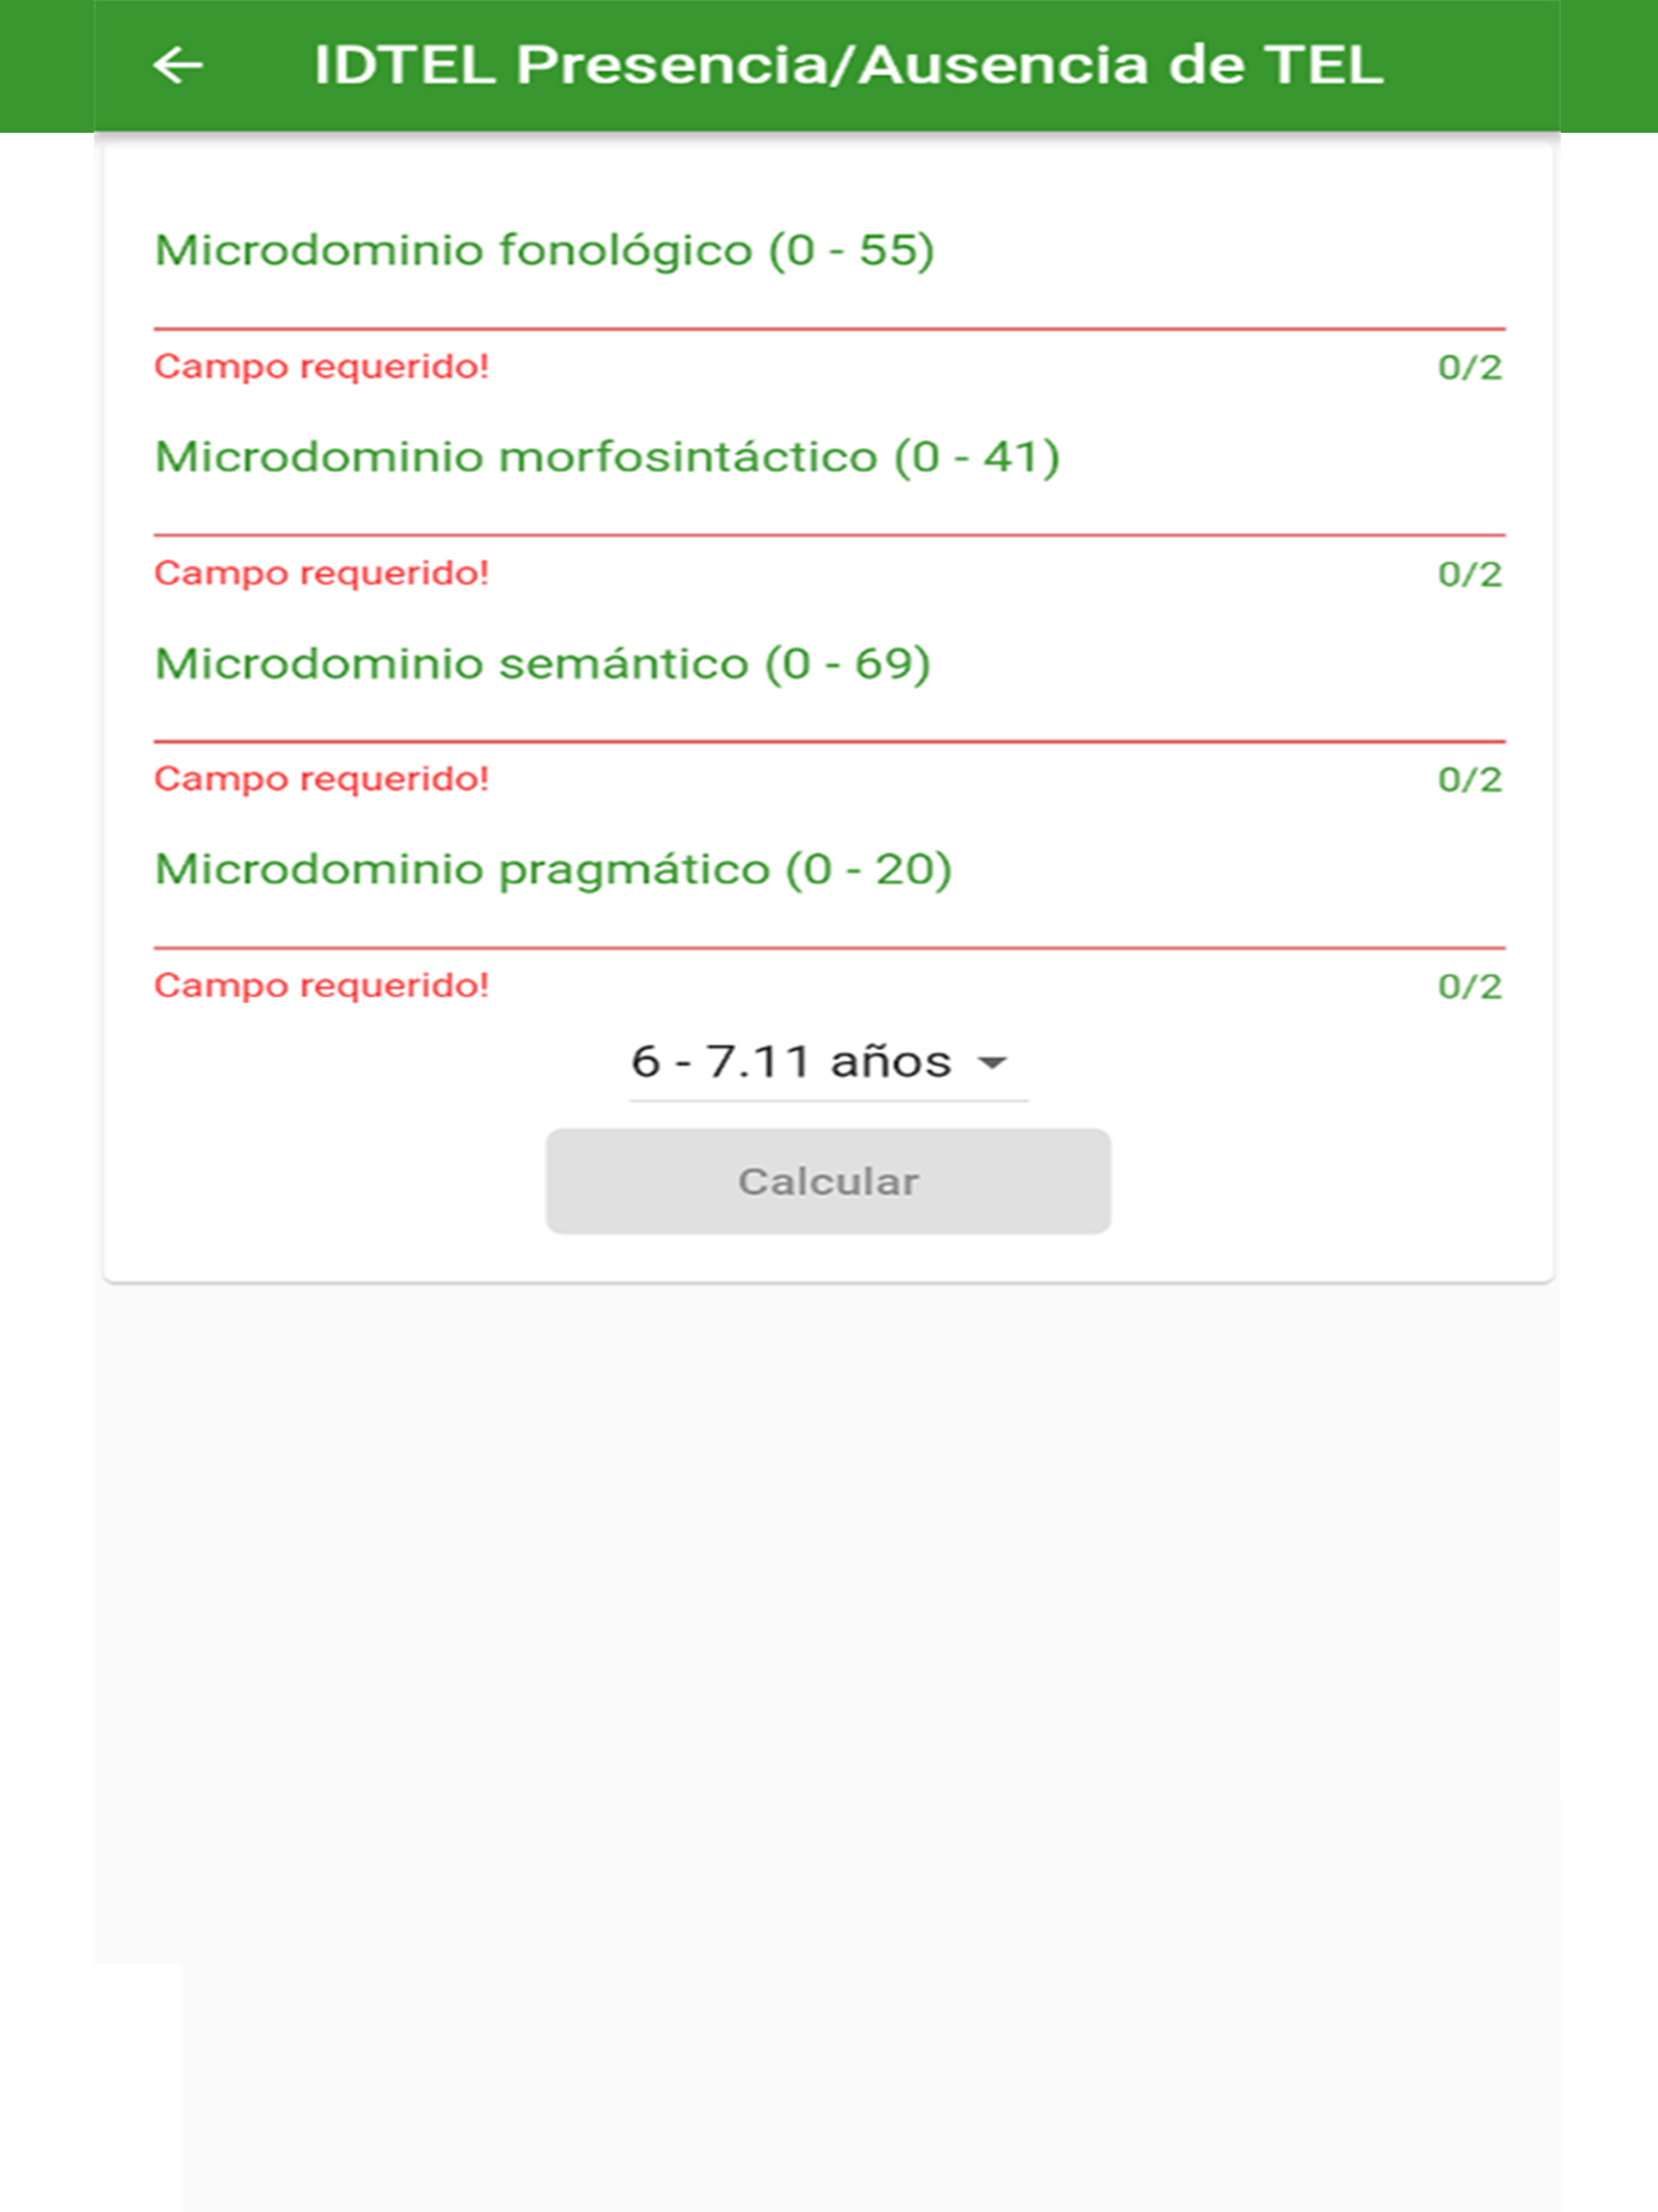 IDTEL Presencia/Ausencia de TEL
Microdominio fonológico (0 - 55)
Campo requerido! 0/2
Microdominio morfosintáctico (0 - 41)
Campo requerido! 0/2
Microdominio semántico (0 - 69)
Campo requerido! 0/2
Microdominio pragmático (0 - 20)
Campo requerido! 0/2
6 - 7.11 años
Calcular